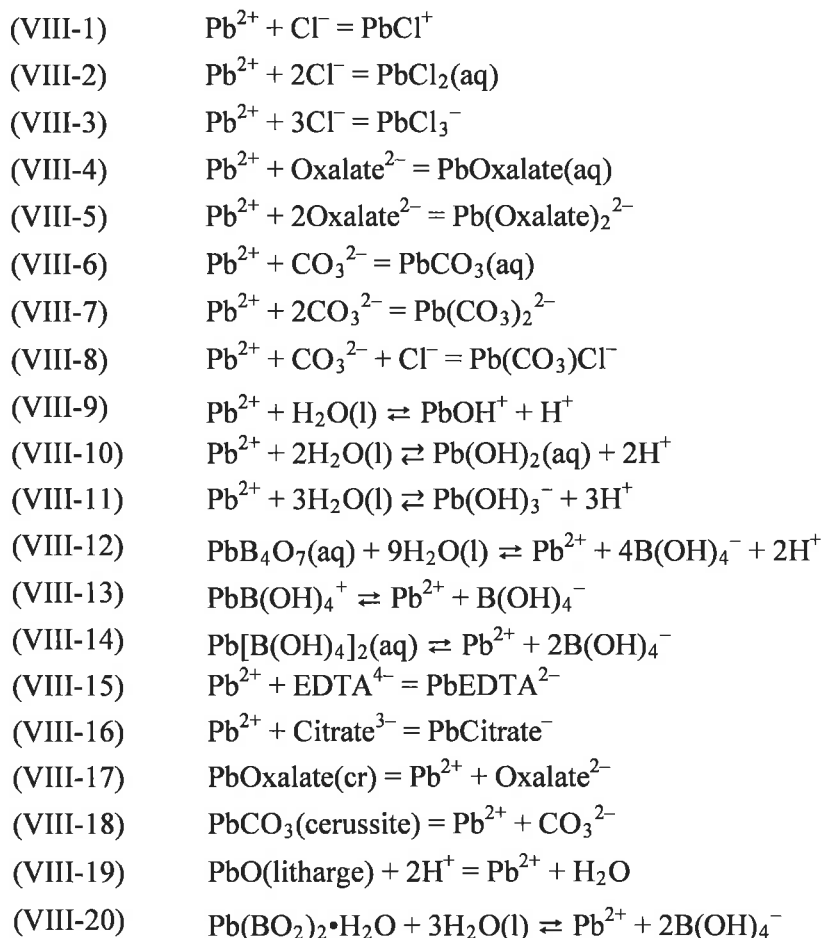 (VIII-1) Pb²⁺ + Cl⁻ = PbCl⁺
(VIII-2) Pb²⁺ + 2Cl⁻ = PbCl₂(aq)
(VIII-3) Pb²⁺ + 3Cl⁻ = PbCl₃⁻
(VIII-4) Pb²⁺ + Oxalate²⁻ = PbOxalate(aq)
(VIII-5) Pb²⁺ + 2Oxalate²⁻ = Pb(Oxalate)₂²⁻
(VIII-6) Pb²⁺ + CO₃²⁻ = PbCO₃(aq)
(VIII-7) Pb²⁺ + 2CO₃²⁻ = Pb(CO₃)₂²⁻
(VIII-8) Pb²⁺ + CO₃²⁻ + Cl⁻ = Pb(CO₃)Cl⁻
(VIII-9) Pb²⁺ + H₂O(l) ⇄ PbOH⁺ + H⁺
(VIII-10) Pb²⁺ + 2H₂O(l) ⇄ Pb(OH)₂(aq) + 2H⁺
(VIII-11) Pb²⁺ + 3H₂O(l) ⇄ Pb(OH)₃⁻ + 3H⁺
(VIII-12) PbB₄O₇(aq) + 9H₂O(l) ⇄ Pb²⁺ + 4B(OH)₄⁻ + 2H⁺
(VIII-13) PbB(OH)₄⁺ ⇄ Pb²⁺ + B(OH)₄⁻
(VIII-14) Pb[B(OH)₄]₂(aq) ⇄ Pb²⁺ + 2B(OH)₄⁻
(VIII-15) Pb²⁺ + EDTA⁴⁻ = PbEDTA²⁻
(VIII-16) Pb²⁺ + Citrate³⁻ = PbCitrate⁻
(VIII-17) PbOxalate(cr) = Pb²⁺ + Oxalate²⁻
(VIII-18) PbCO₃(cerussite) = Pb²⁺ + CO₃²⁻
(VIII-19) PbO(litharge) + 2H⁺ = Pb²⁺ + H₂O
(VIII-20) Pb(BO₂)₂•H₂O + 3H₂O(l) ⇄ Pb²⁺ + 2B(OH)₄⁻